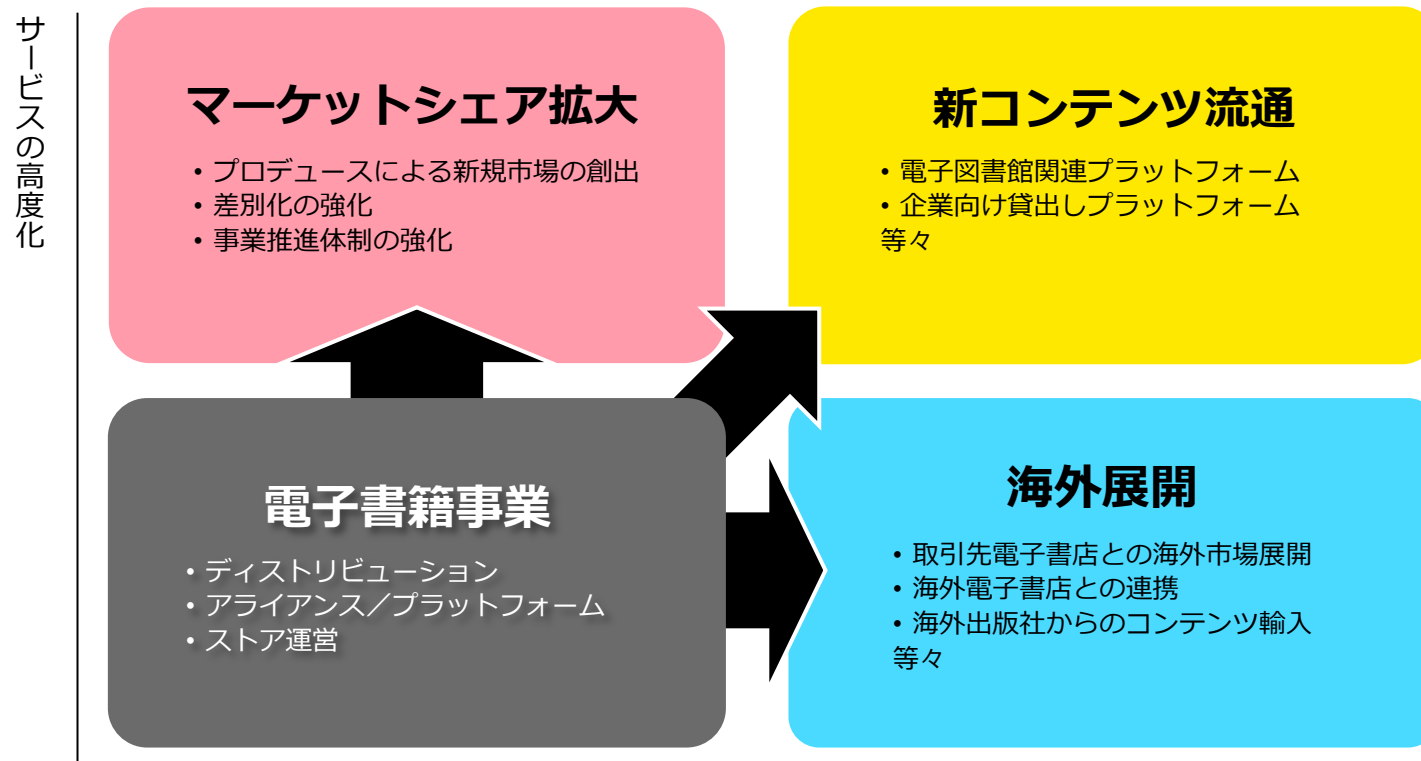 サービスの高度化
マーケットシェア拡大
• プロデュースによる新規市場の創出
• 差別化の強化
• 事業推進体制の強化
新コンテンツ流通
• 電子図書館関連プラットフォーム
• 企業向け貸出しプラットフォーム
等々
電子書籍事業
• ディストリビューション
• アライアンス／プラットフォーム
• ストア運営
海外展開
• 取引先電子書店との海外市場展開
• 海外電子書店との連携
• 海外出版社からのコンテンツ輸入
等々